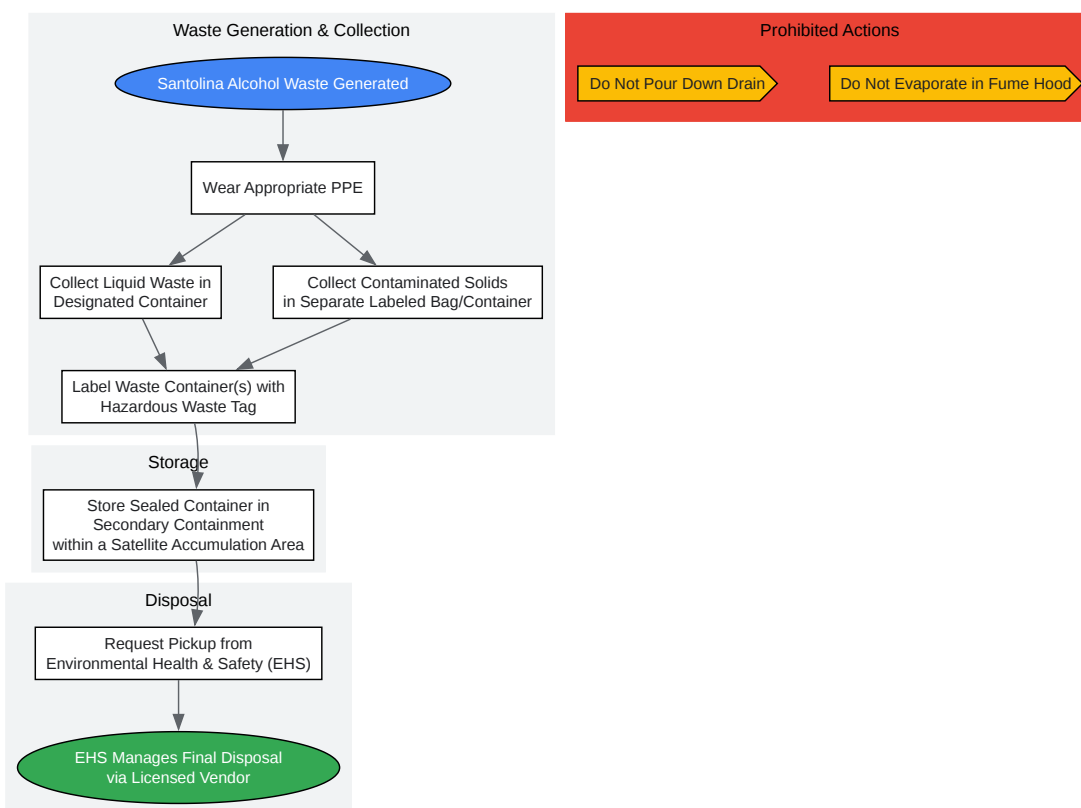 Waste Generation & Collection
Santolina Alcohol Waste Generated
Wear Appropriate PPE
Collect Liquid Waste in
Designated Container
Collect Contaminated Solids
in Separate Labeled Bag/Container
Label Waste Container(s) with
Hazardous Waste Tag
Storage
Store Sealed Container in
Secondary Containment
within a Satellite Accumulation Area
Disposal
Request Pickup from
Environmental Health & Safety (EHS)
EHS Manages Final Disposal
via Licensed Vendor
Prohibited Actions
Do Not Pour Down Drain
Do Not Evaporate in Fume Hood